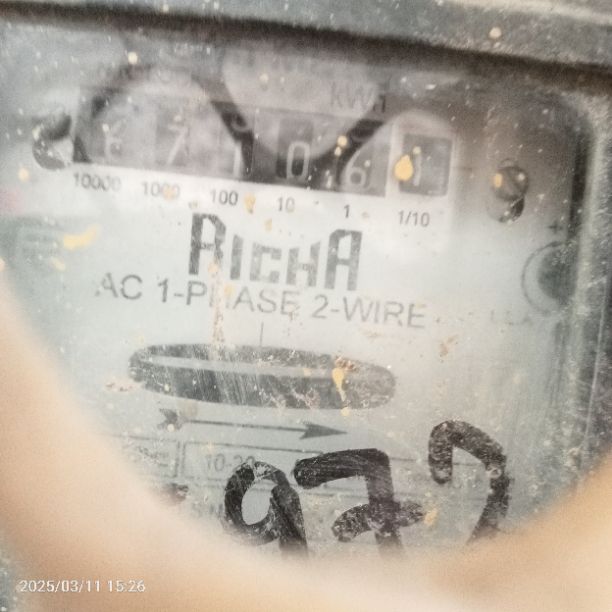 kWh
6 7 1 0 6 1
10000 1000 100 10 1 1/10
RICHA
AC 1-PHASE 2-WIRE
972
2025/03/11 15:26